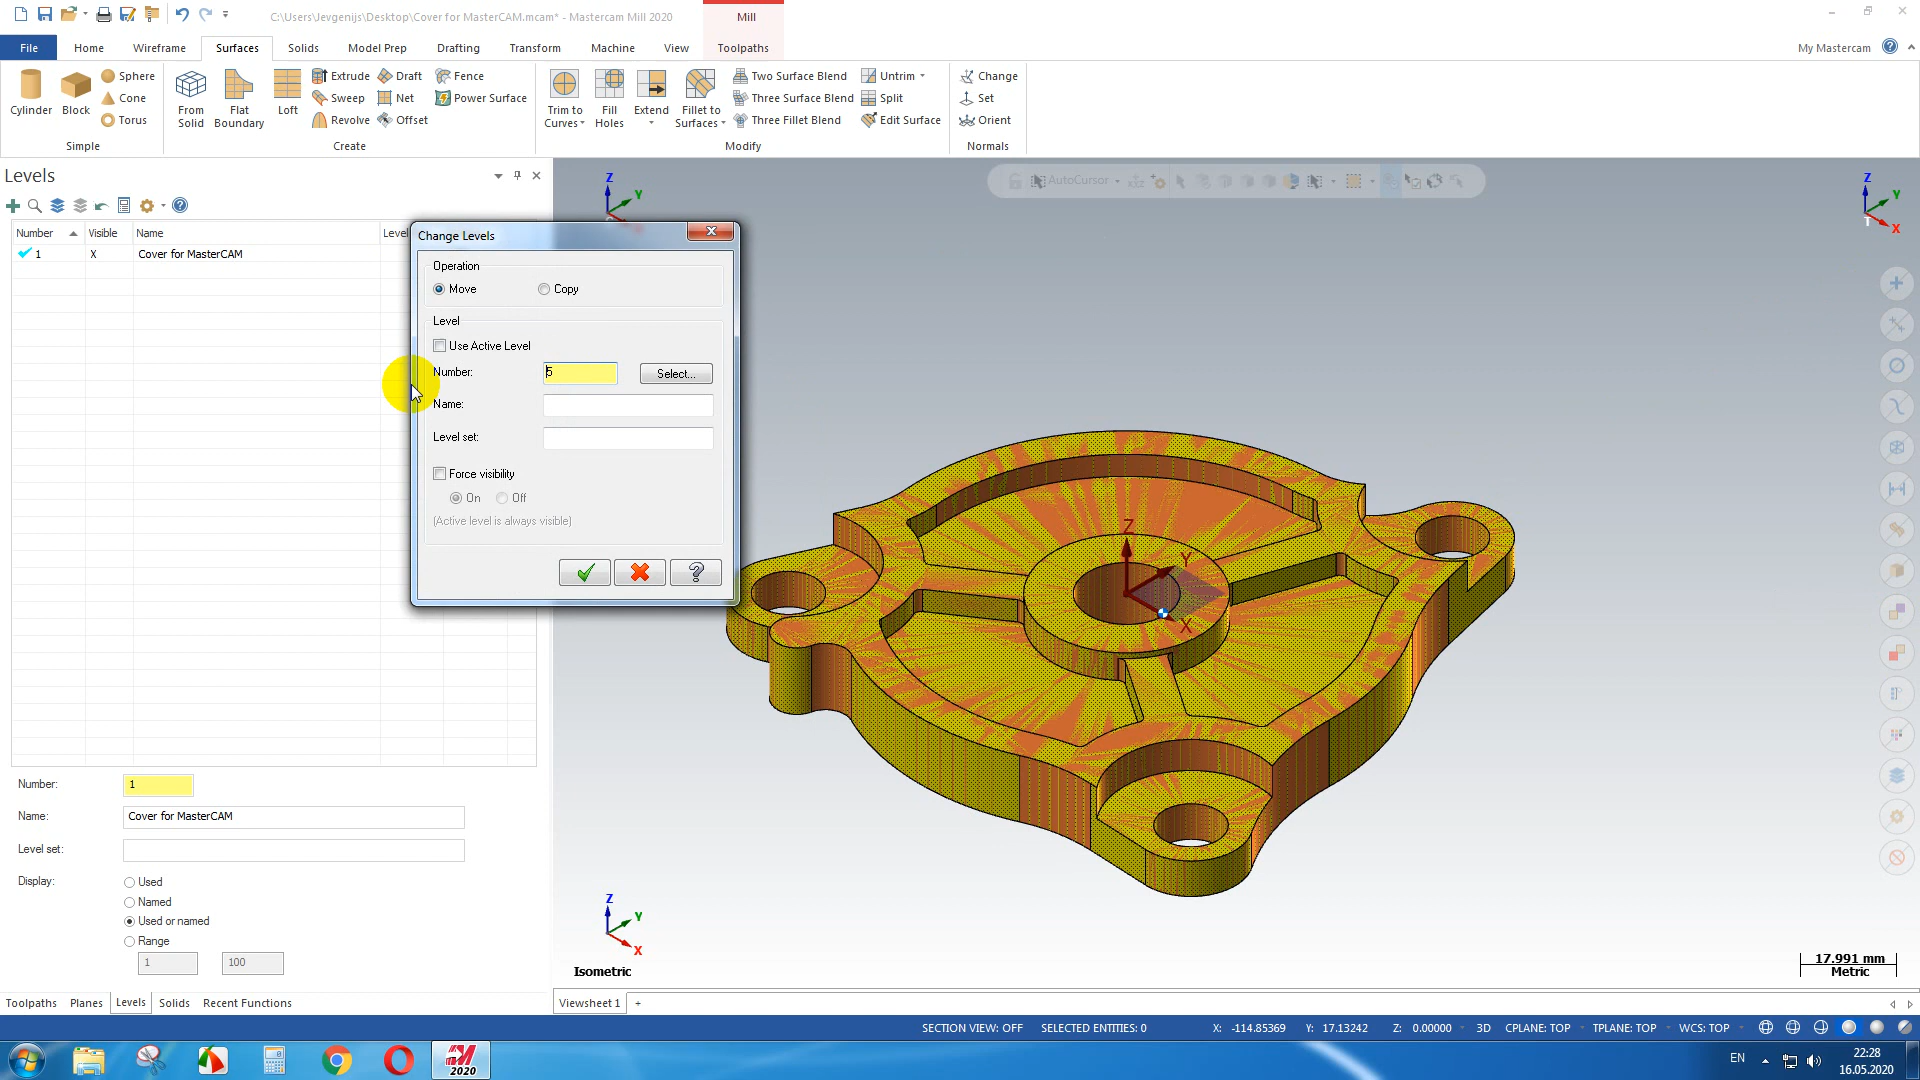 C:\Users\Jevgenijs\Desktop\Cover for MasterCAM.mcam* - Mastercam Mill 2020
Mill
File
Home
Wireframe
Surfaces
Solids
Model Prep
Drafting
Transform
Machine
View
Toolpaths
My Mastercam
Cylinder
Block
Sphere
Cone
Torus
Simple
From Solid
Flat Boundary
Loft
Extrude
Sweep
Revolve
Draft
Net
Offset
Fence
Power Surface
Create
Trim to Curves
Fill Holes
Extend
Fillet to Surfaces
Two Surface Blend
Three Surface Blend
Three Fillet Blend
Untrim
Split
Edit Surface
Modify
Change
Set
Orient
Normals
Levels
Number
Visible
Name
Level
1
X
Cover for MasterCAM
Change Levels
Operation
Move
Copy
Level
Use Active Level
Number:
5
Select...
Name:
Level set:
Force visibility
On
Off
(Active level is always visible)
Number:
1
Name:
Cover for MasterCAM
Level set:
Display:
Used
Named
Used or named
Range
1
100
Toolpaths
Planes
Levels
Solids
Recent Functions
AutoCursor
Z
Y
Z
Y
X
T
Z
Y
X
Z
Y
X
Isometric
17.991 mm
Metric
Viewsheet 1
+
SECTION VIEW: OFF
SELECTED ENTITIES: 0
X: -114.85369
Y: 17.13242
Z: 0.00000
3D
CPLANE: TOP
TPLANE: TOP
WCS: TOP
2020
EN
22:28
16.05.2020